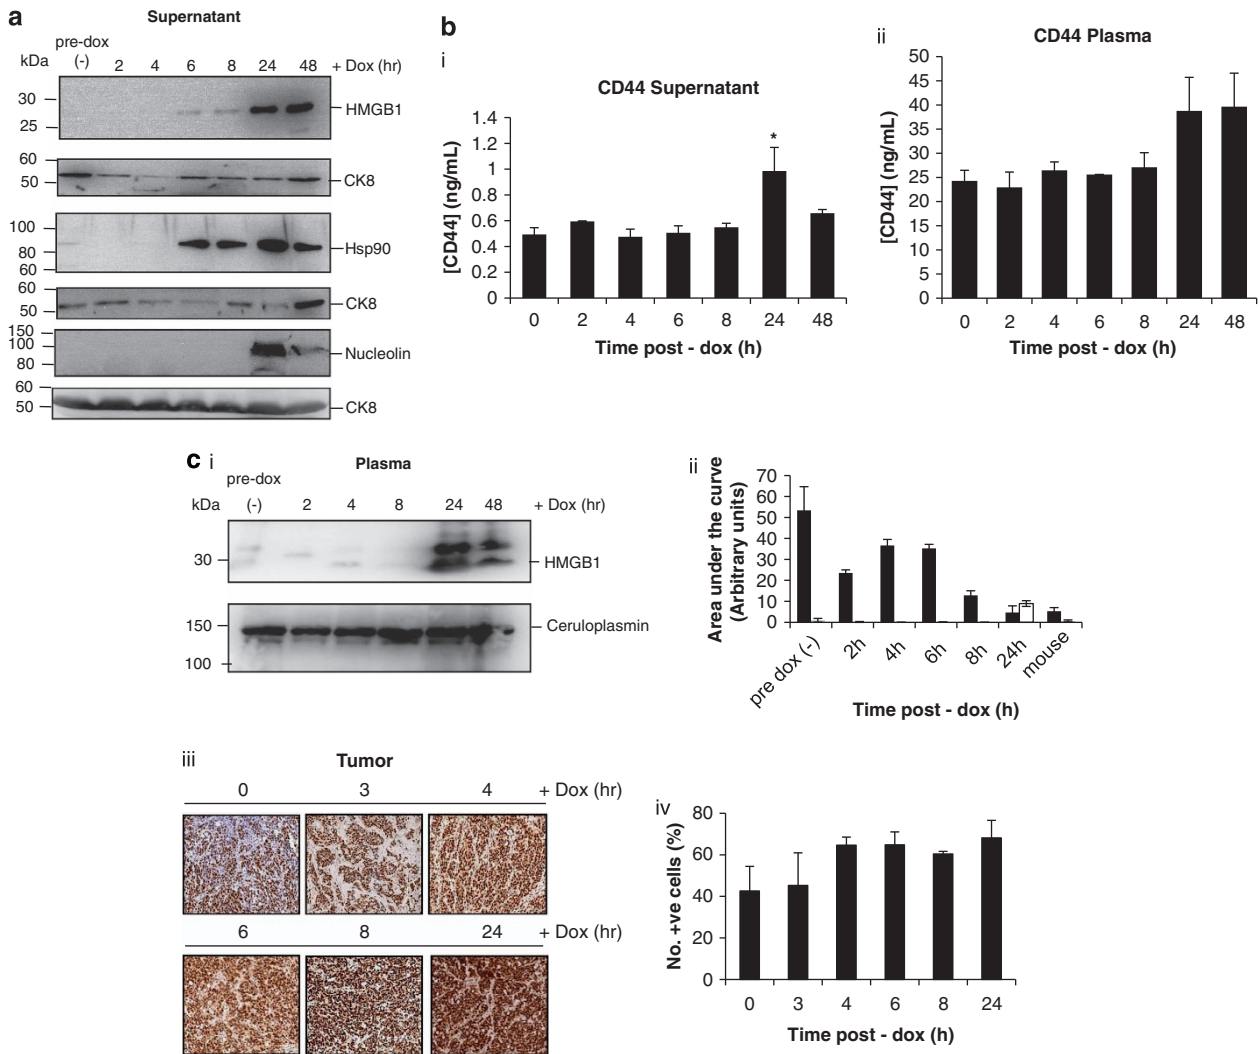 a
Supernatant
pre-dox
kDa (-) 2 4 6 8 24 48 + Dox (hr)
30
25
HMGB1
60
50
CK8
100
80
60
Hsp90
60
50
CK8
150
100
80
Nucleolin
60
50
CK8
b
i
CD44 Supernatant
[CD44] (ng/mL)
1.4
1.2
1
0.8
0.6
0.4
0.2
0
*
0 2 4 6 8 24 48
Time post - dox (h)
ii
CD44 Plasma
[CD44] (ng/mL)
50
45
40
35
30
25
20
15
10
5
0
0 2 4 6 8 24 48
Time post - dox (h)
c i
Plasma
pre-dox
kDa (-) 2 4 8 24 48 + Dox (hr)
30
HMGB1
150
100
Ceruloplasmin
ii
Area under the curve
(Arbitrary units)
70
60
50
40
30
20
10
0
pre dox (-) 2h 4h 6h 8h 24h mouse
Time post - dox (h)
iii
Tumor
0 3 4 + Dox (hr)
6 8 24 + Dox (hr)
iv
No. +ve cells (%)
80
60
40
20
0
0 3 4 6 8 24
Time post - dox (h)